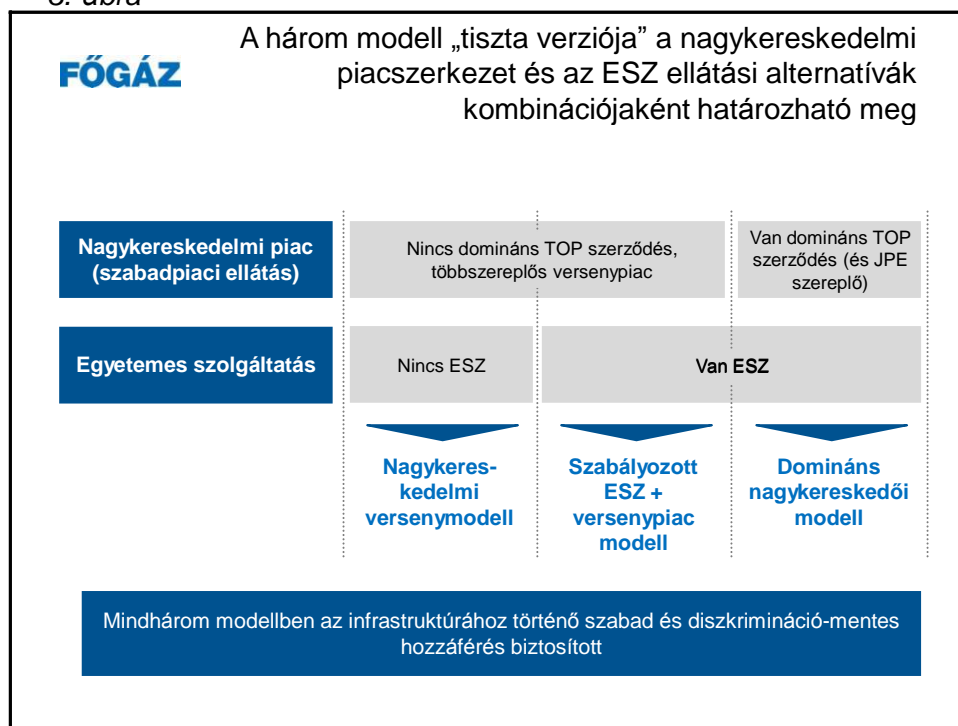 A három modell „tiszta verziója” a nagykereskedelmi
FŐGÁZ
piacszerkezet és az ESZ ellátási alternatívák
kombinációjaként határozható meg
Nagykereskedelmi piac
(szabadpiaci ellátás)
Nincs domináns TOP szerződés,
többszereplős versenypiac
Van domináns TOP
szerződés (és JPE
szereplő)
Egyetemes szolgáltatás
Nincs ESZ
Van ESZ
Nagykeres-
kedelmi
versenymodell
Szabályozott
ESZ +
versenypiac
modell
Domináns
nagykereskedői
modell
Mindhárom modellben az infrastruktúrához történő szabad és diszkrimináció-mentes
hozzáférés biztosított